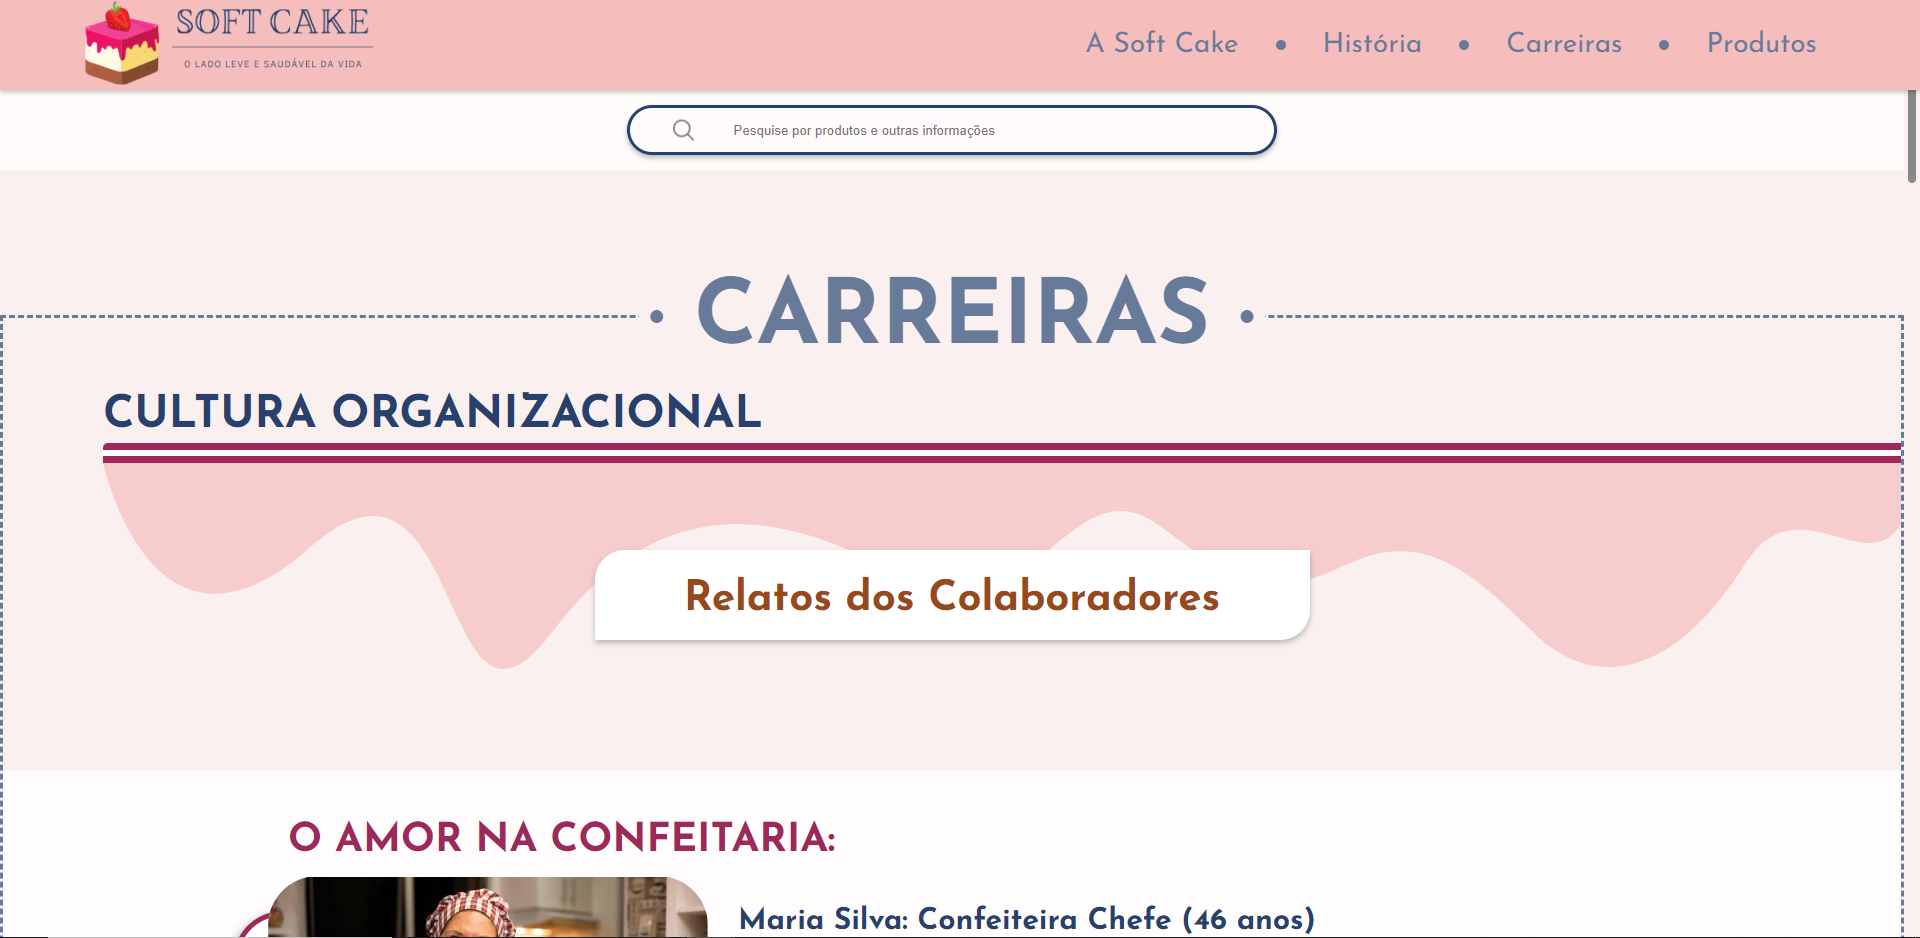 SOFT CAKE
O LADO LEVE E SAUDÁVEL DA VIDA
A Soft Cake • História • Carreiras • Produtos
Pesquise por produtos e outras informações
• CARREIRAS •
CULTURA ORGANIZACIONAL
Relatos dos Colaboradores
O AMOR NA CONFEITARIA:
Maria Silva: Confeiteira Chefe (46 anos)